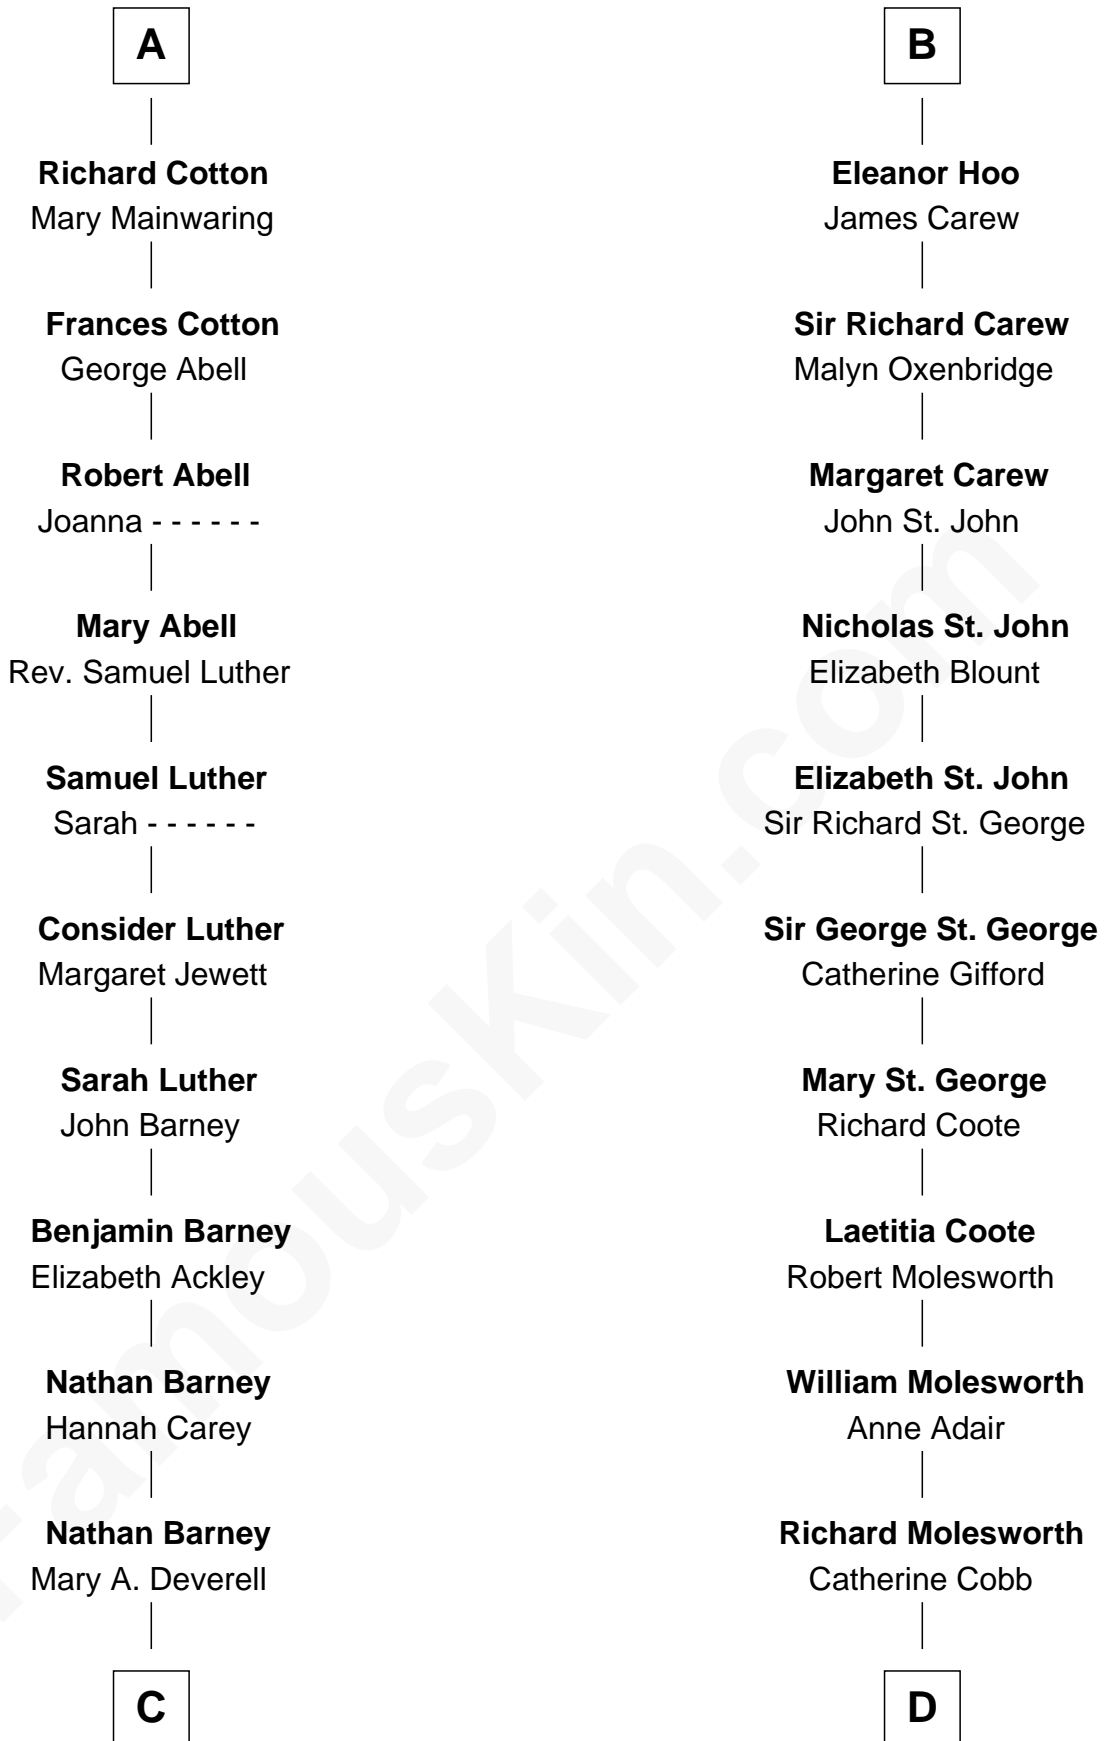 A
Richard Cotton
Mary Mainwaring
Frances Cotton
George Abell
Robert Abell
Joanna - - - - - -
Mary Abell
Rev. Samuel Luther
Samuel Luther
Sarah - - - - - -
Consider Luther
Margaret Jewett
Sarah Luther
John Barney
Benjamin Barney
Elizabeth Ackley
Nathan Barney
Hannah Carey
Nathan Barney
Mary A. Deverell
C
B
Eleanor Hoo
James Carew
Sir Richard Carew
Malyn Oxenbridge
Margaret Carew
John St. John
Nicholas St. John
Elizabeth Blount
Elizabeth St. John
Sir Richard St. George
Sir George St. George
Catherine Gifford
Mary St. George
Richard Coote
Laetitia Coote
Robert Molesworth
William Molesworth
Anne Adair
Richard Molesworth
Catherine Cobb
D
FamousKin.com